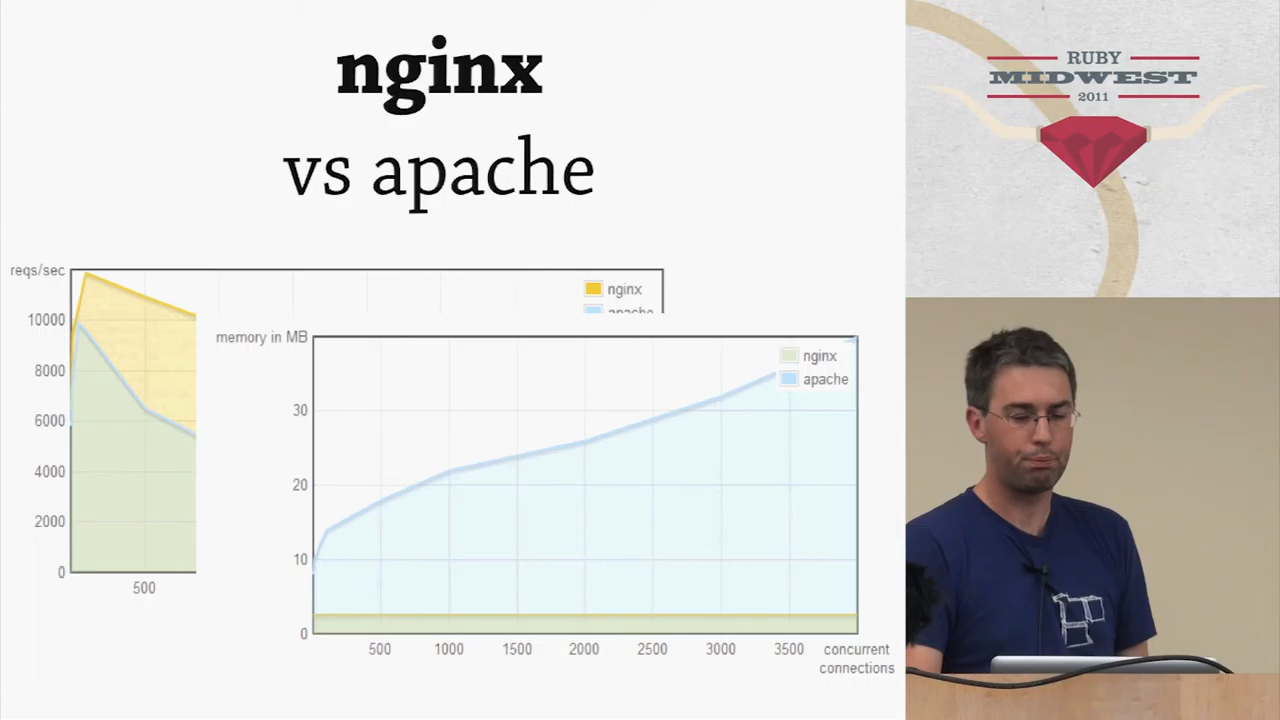 nginx
vs apache
reqs/sec
10000
8000
6000
4000
2000
0
500
nginx
apache
memory in MB
30
20
10
0
500
1000
1500
2000
2500
3000
3500
concurrent
connections
nginx
apache
RUBY
MIDWEST
2011